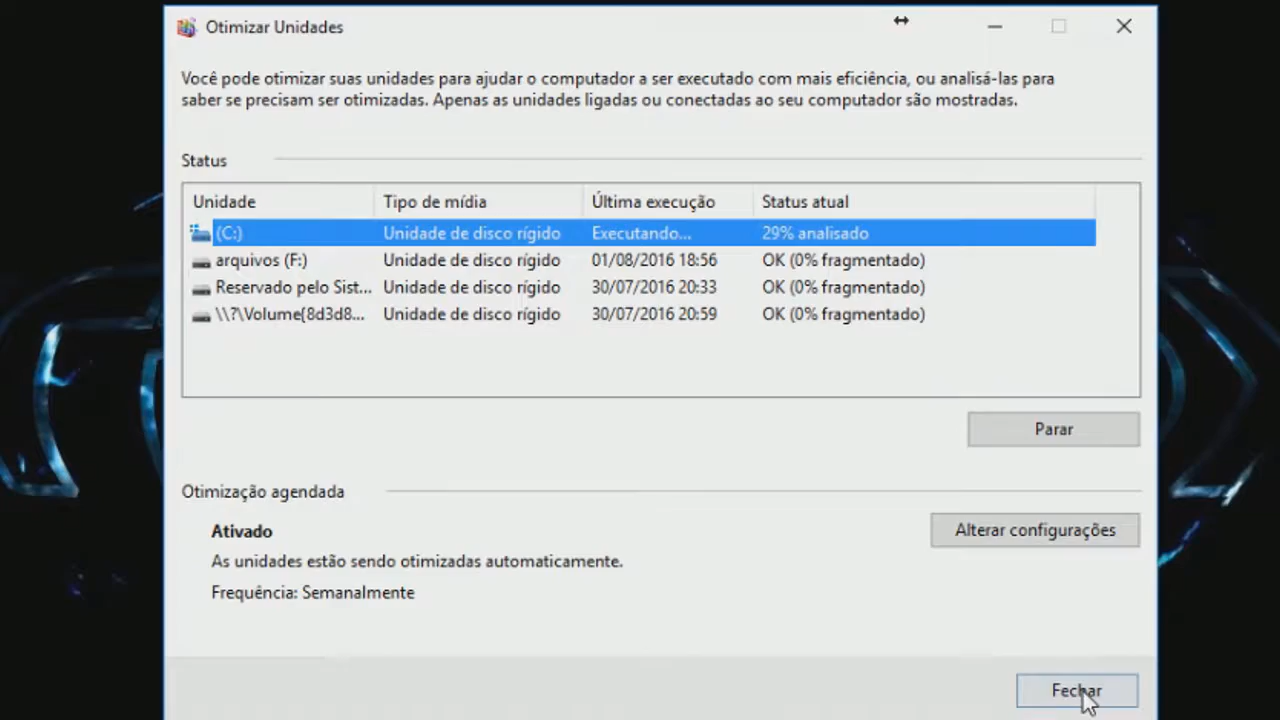 Otimizar Unidades
Você pode otimizar suas unidades para ajudar o computador a ser executado com mais eficiência, ou analisá-las para
saber se precisam ser otimizadas. Apenas as unidades ligadas ou conectadas ao seu computador são mostradas.
Status
Unidade Tipo de mídia Última execução Status atual
(C:) Unidade de disco rígido Executando... 29% analisado
arquivos (F:) Unidade de disco rígido 01/08/2016 18:56 OK (0% fragmentado)
Reservado pelo Sist... Unidade de disco rígido 30/07/2016 20:33 OK (0% fragmentado)
\\?\Volume{8d3d8... Unidade de disco rígido 30/07/2016 20:59 OK (0% fragmentado)
Parar
Otimização agendada
Ativado
Alterar configurações
As unidades estão sendo otimizadas automaticamente.
Frequência: Semanalmente
Fechar